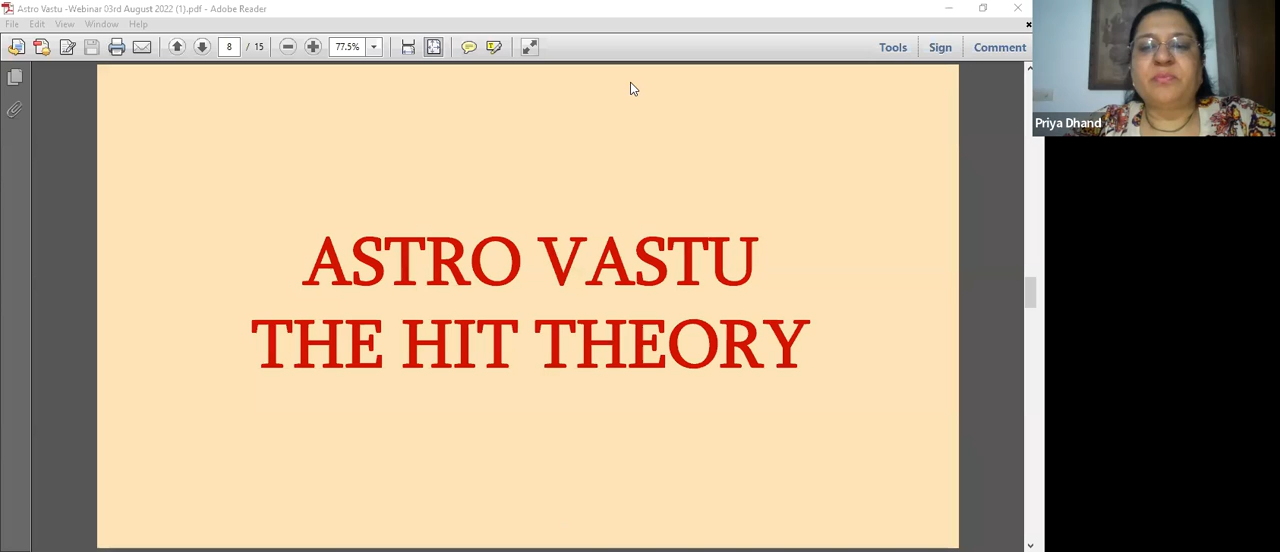 Astro Vastu -Webinar 03rd August 2022 (1).pdf - Adobe Reader
File Edit View Window Help
8 / 15 77.5% Tools Sign Comment
Priya Dhand
ASTRO VASTU
THE HIT THEORY